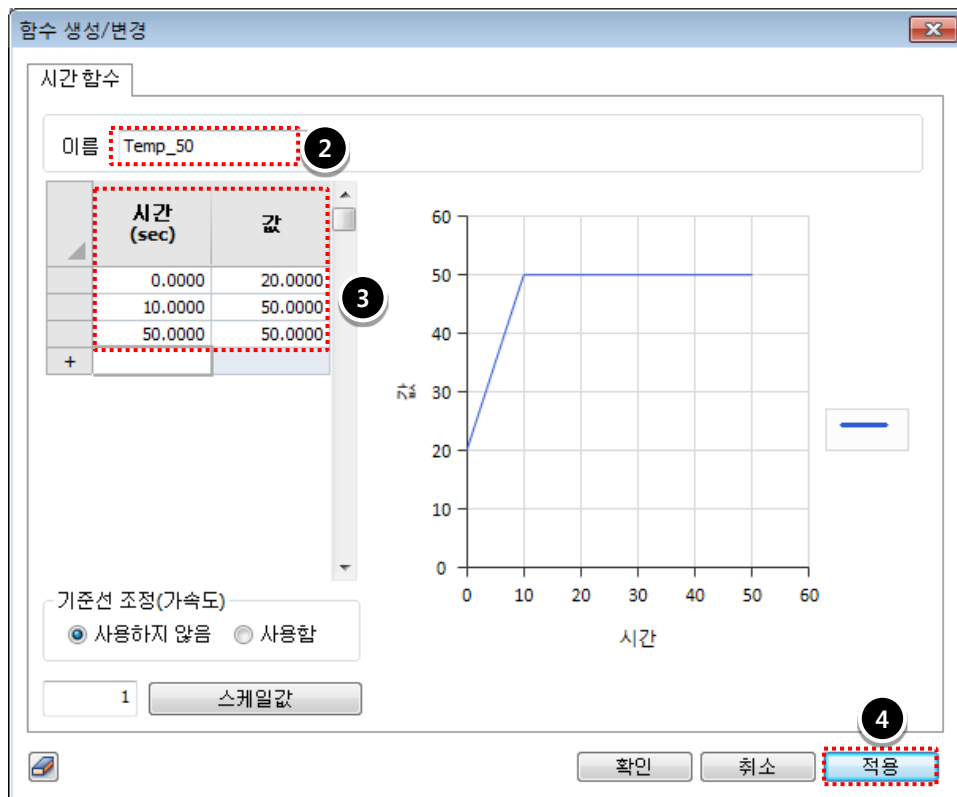 함수 생성/변경
시간 함수
이름 Temp_50 2
시간 (sec) 값
0.0000 20.0000
10.0000 50.0000
50.0000 50.0000
+
3
60
50
40
30
20
10
0
값
0 10 20 30 40 50 60
시간
기준선 조정(가속도)
사용하지 않음 사용함
1 스케일값
4
확인 취소 적용